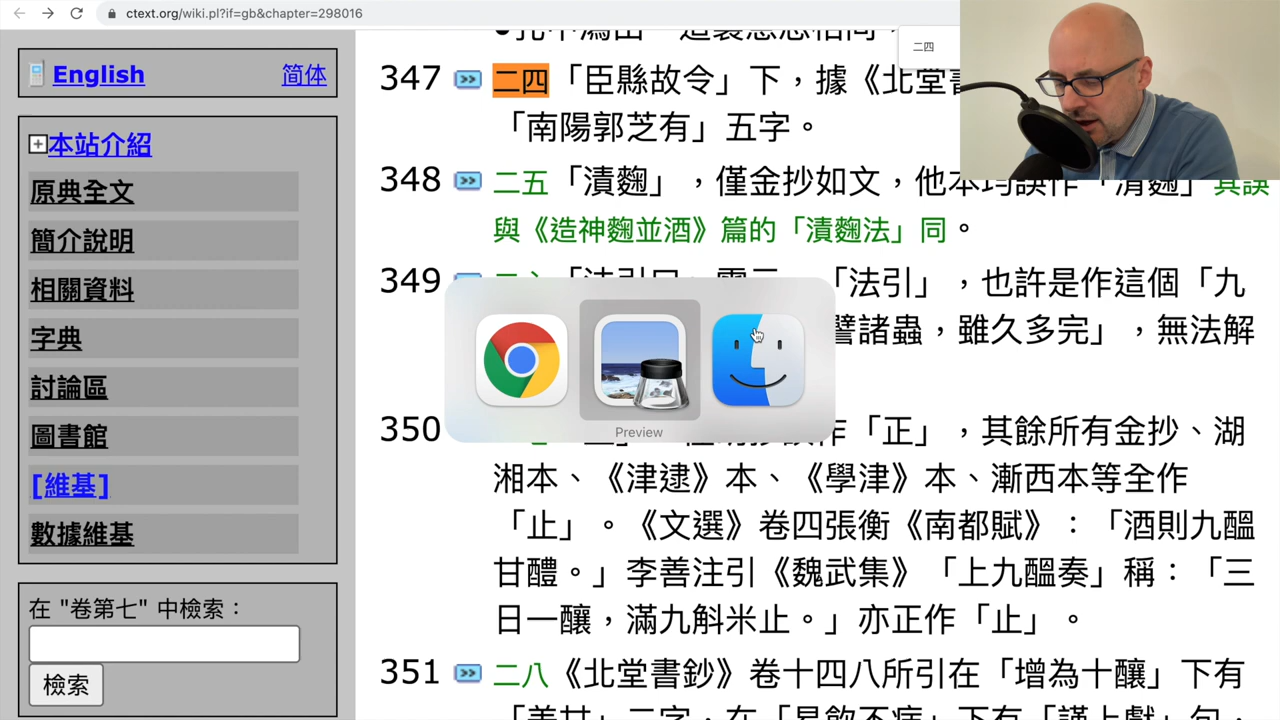 ctext.org/wiki.pl?if=gb&chapter=298016
二四
English 简体
本站介紹
原典全文
簡介說明
相關資料
字典
討論區
圖書館
[維基]
數據維基
在 "卷第七" 中檢索：
檢索
347 二四「臣縣故令」下，據《北堂
「南陽郭芝有」五字。
348 二五「漬麴」，僅金抄如文，他本均誤作「清麴」其誤
與《造神麴並酒》篇的「漬麴法」同。
349 「法引」，也許是作這個「九
譬諸蟲，雖久多完」，無法解
350 「正」，其餘所有金抄、湖
湘本、《津逮》本、《學津》本、漸西本等全作
「止」。《文選》卷四張衡《南都賦》：「酒則九醞
甘醴。」李善注引《魏武集》「上九醞奏」稱：「三
日一釀，滿九斛米止。」亦正作「止」。
351 二八《北堂書鈔》卷十四八所引在「增為十釀」下有
Preview